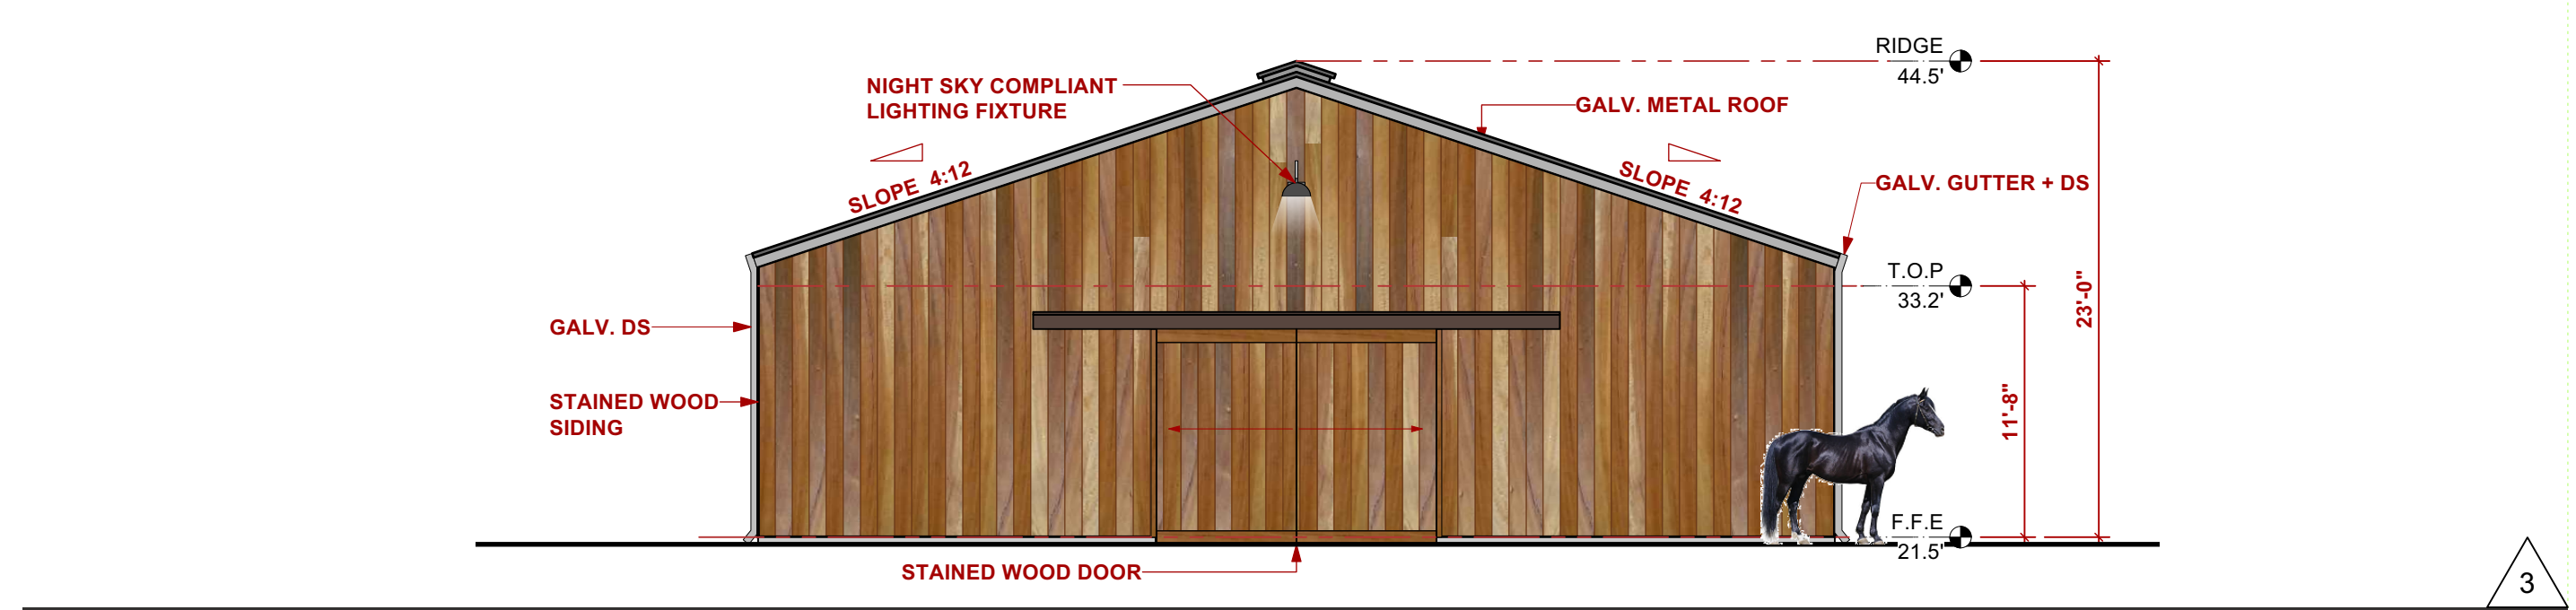 RIDGE
44.5'
NIGHT SKY COMPLIANT
LIGHTING FIXTURE
GALV. METAL ROOF
SLOPE 4:12
SLOPE 4:12
GALV. GUTTER + DS
T.O.P
33.2'
23'-0"
GALV. DS
STAINED WOOD
SIDING
11'-8"
F.F.E
21.5'
STAINED WOOD DOOR
3